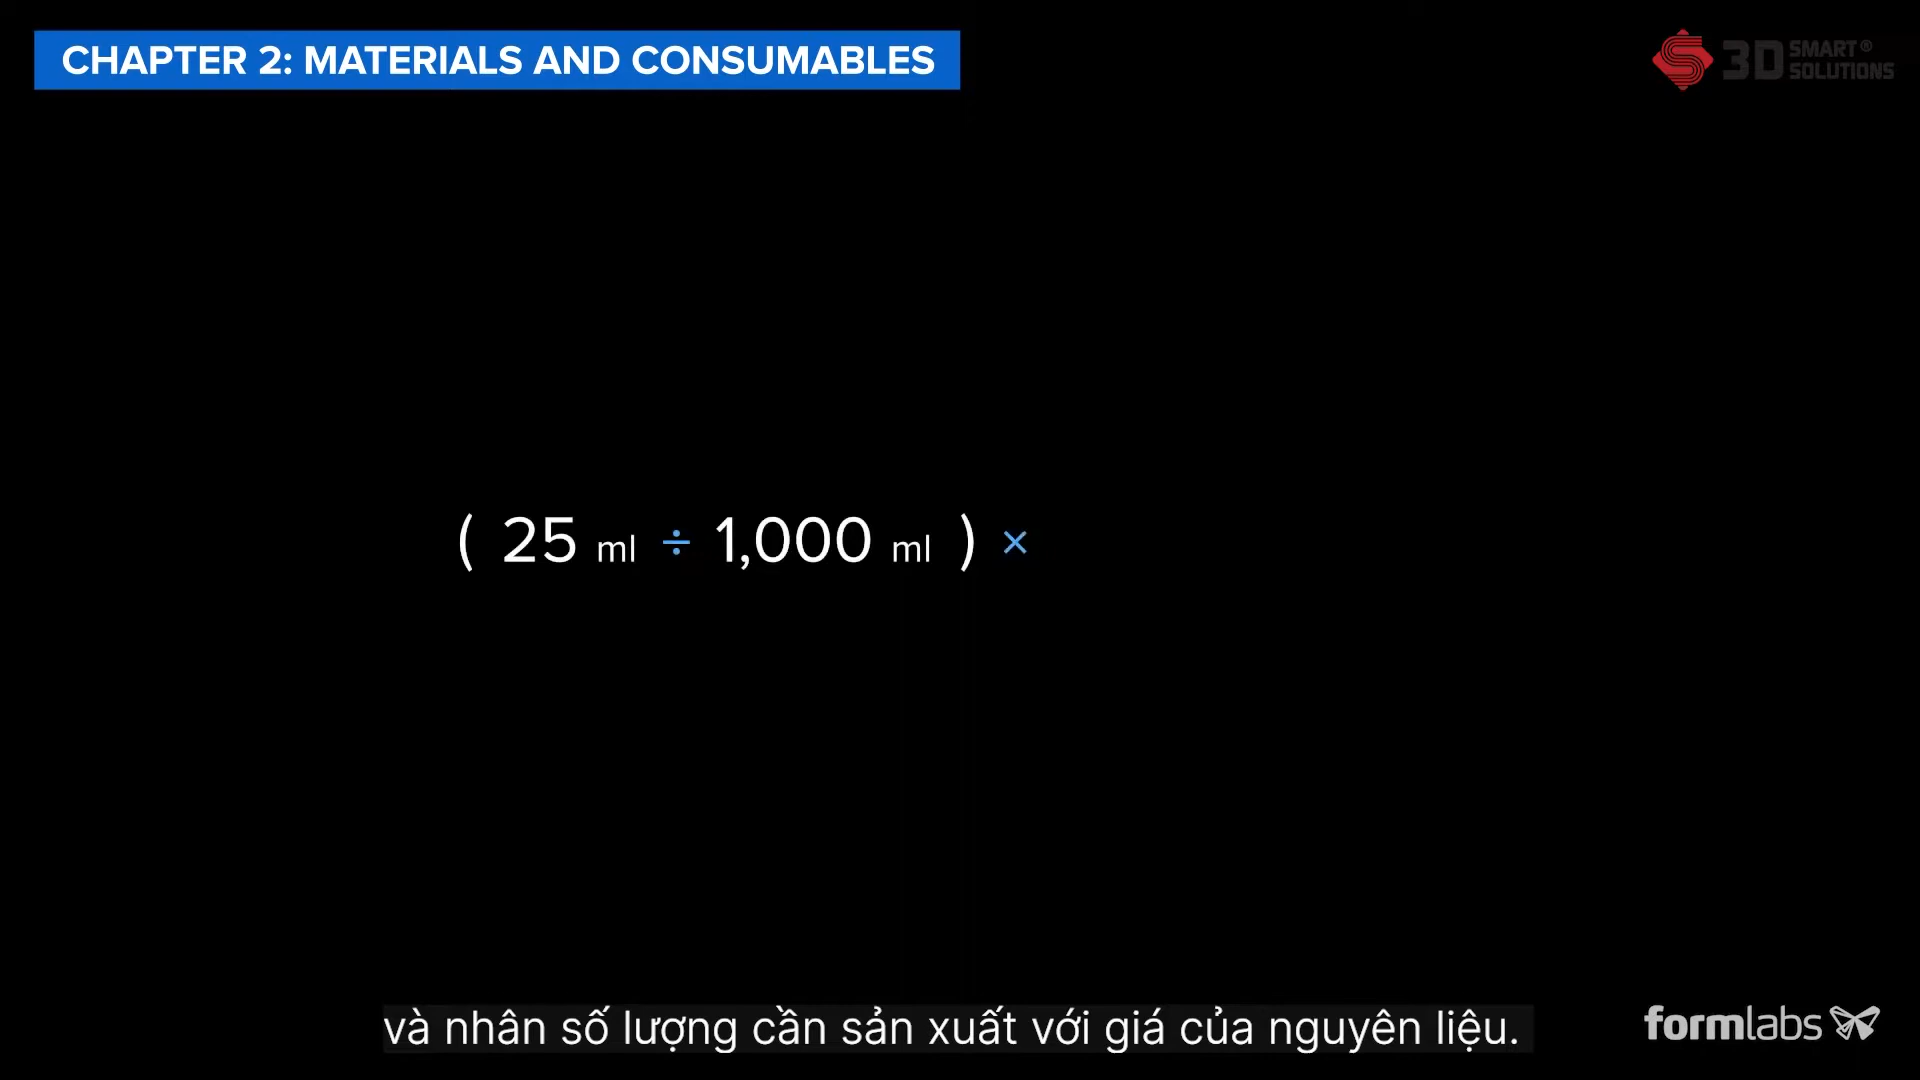 CHAPTER 2: MATERIALS AND CONSUMABLES
3D SMART®
SOLUTIONS
( 25 ml ÷ 1,000 ml ) ×
và nhân số lượng cần sản xuất với giá của nguyên liệu.
formlabs